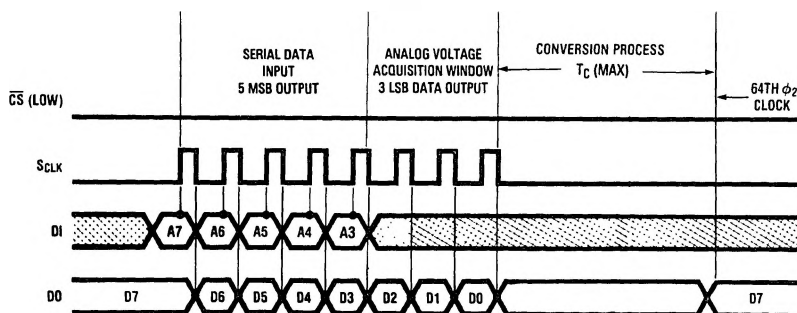 SERIAL DATA
INPUT
5 MSB OUTPUT
ANALOG VOLTAGE
ACQUISITION WINDOW
3 LSB DATA OUTPUT
CONVERSION PROCESS
TC (MAX)
64TH ϕ2
CLOCK
CS (LOW)
SCLK
DI A7 A6 A5 A4 A3
DO D7 D6 D5 D4 D3 D2 D1 D0 D7